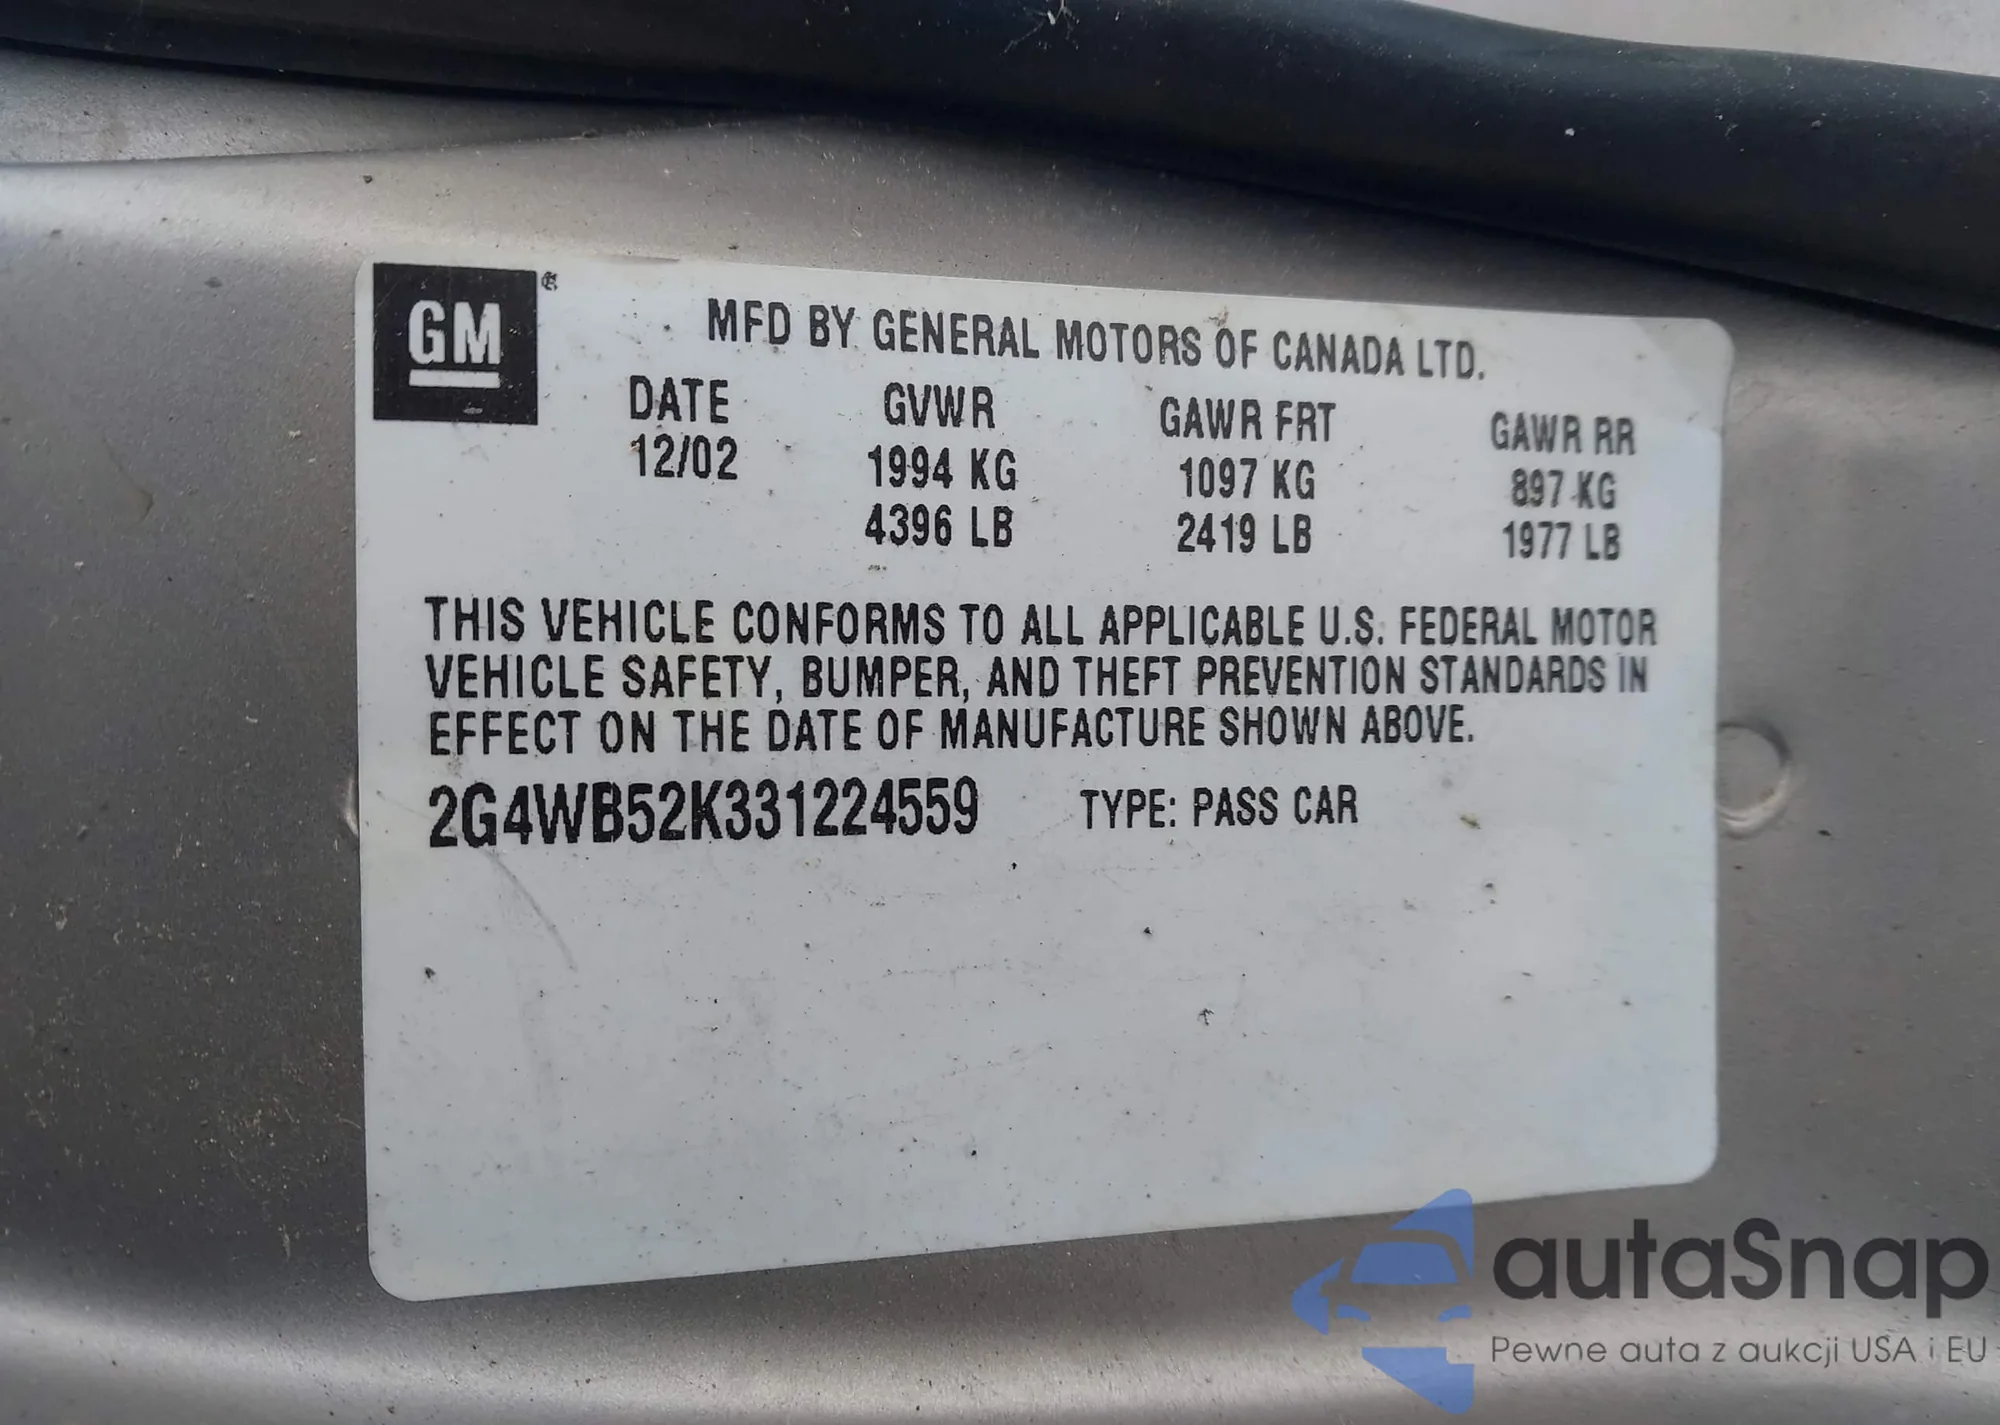 GM
MFD BY GENERAL MOTORS OF CANADA LTD.
DATE GVWR GAWR FRT GAWR RR
12/02 1994 KG 1097 KG 897 KG
4396 LB 2419 LB 1977 LB
THIS VEHICLE CONFORMS TO ALL APPLICABLE U.S. FEDERAL MOTOR
VEHICLE SAFETY, BUMPER, AND THEFT PREVENTION STANDARDS IN
EFFECT ON THE DATE OF MANUFACTURE SHOWN ABOVE.
2G4WB52K331224559 TYPE: PASS CAR
autaSnap
Pewne auta z aukcji USA i EU